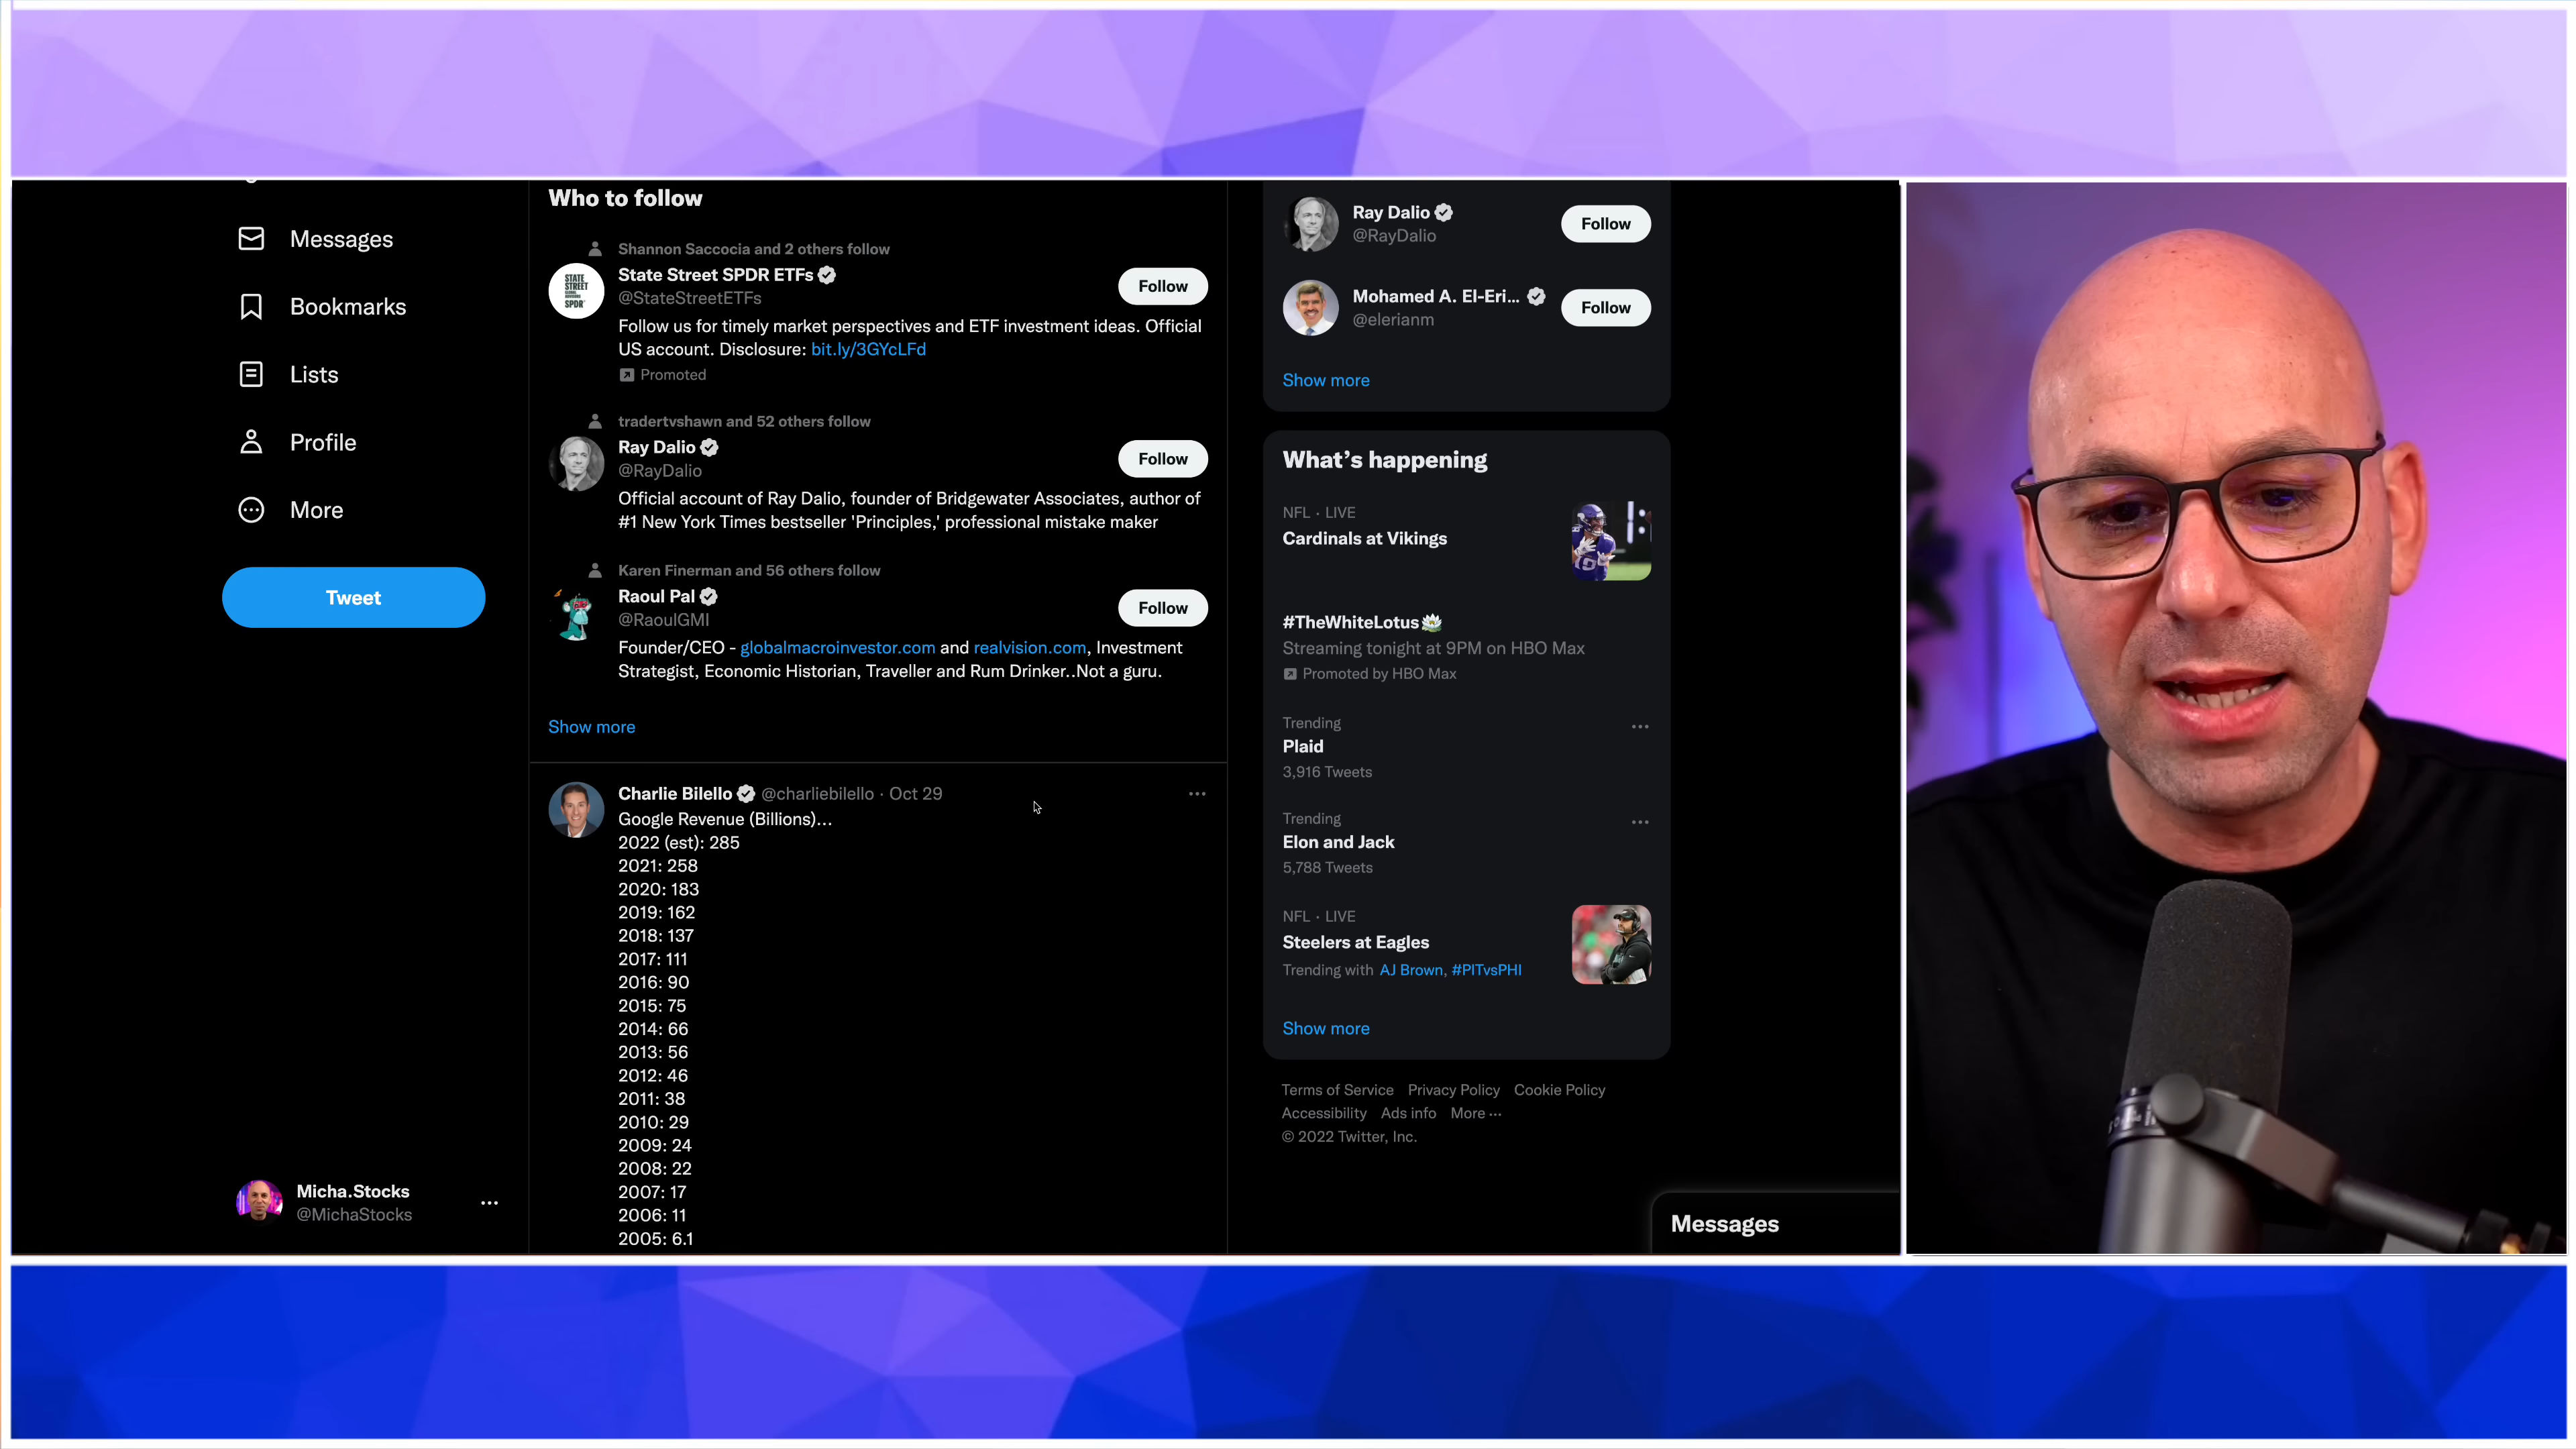 Messages
Bookmarks
Lists
Profile
More
Tweet
Micha.Stocks
@MichaStocks
Who to follow
Shannon Saccocia and 2 others follow
STATE
STREET
SPDR
State Street SPDR ETFs
@StateStreetETFs
Follow
Follow us for timely market perspectives and ETF investment ideas. Official
US account. Disclosure: bit.ly/3GYcLFd
Promoted
tradertvshawn and 52 others follow
Ray Dalio
@RayDalio
Follow
Official account of Ray Dalio, founder of Bridgewater Associates, author of
#1 New York Times bestseller 'Principles,' professional mistake maker
Karen Finerman and 56 others follow
Raoul Pal
@RaoulGMI
Follow
Founder/CEO - globalmacroinvestor.com and realvision.com, Investment
Strategist, Economic Historian, Traveller and Rum Drinker..Not a guru.
Show more
Charlie Bilello @charliebilello · Oct 29
Google Revenue (Billions)...
2022 (est): 285
2021: 258
2020: 183
2019: 162
2018: 137
2017: 111
2016: 90
2015: 75
2014: 66
2013: 56
2012: 46
2011: 38
2010: 29
2009: 24
2008: 22
2007: 17
2006: 11
2005: 6.1
Ray Dalio
@RayDalio
Follow
Mohamed A. El-Eri...
@elerianm
Follow
Show more
What's happening
NFL · LIVE
Cardinals at Vikings
#TheWhiteLotus
Streaming tonight at 9PM on HBO Max
Promoted by HBO Max
Trending
Plaid
3,916 Tweets
Trending
Elon and Jack
5,788 Tweets
NFL · LIVE
Steelers at Eagles
Trending with AJ Brown, #PITvsPHI
Show more
Terms of Service Privacy Policy Cookie Policy
Accessibility Ads info More ...
© 2022 Twitter, Inc.
Messages